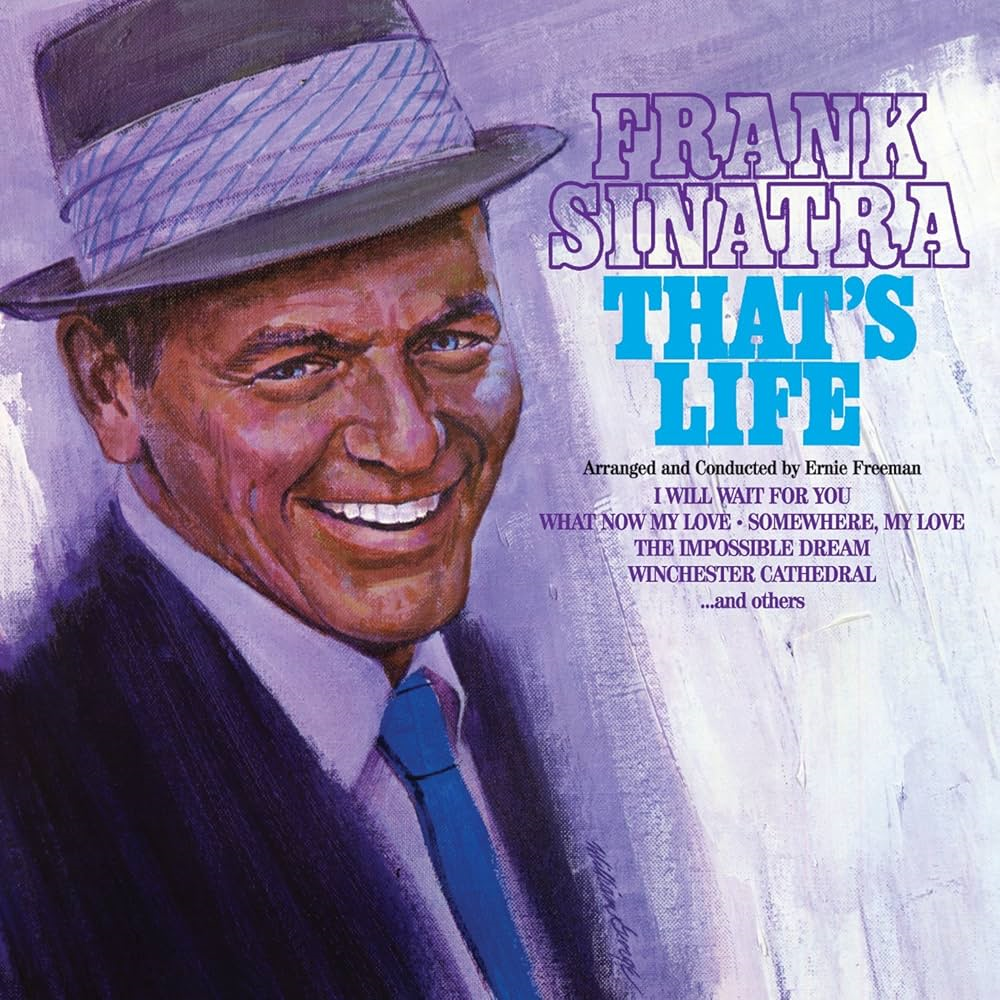 FRANK
SINATRA
THAT'S
LIFE
Arranged and Conducted by Ernie Freeman
I WILL WAIT FOR YOU
WHAT NOW MY LOVE • SOMEWHERE, MY LOVE
THE IMPOSSIBLE DREAM
WINCHESTER CATHEDRAL
...and others